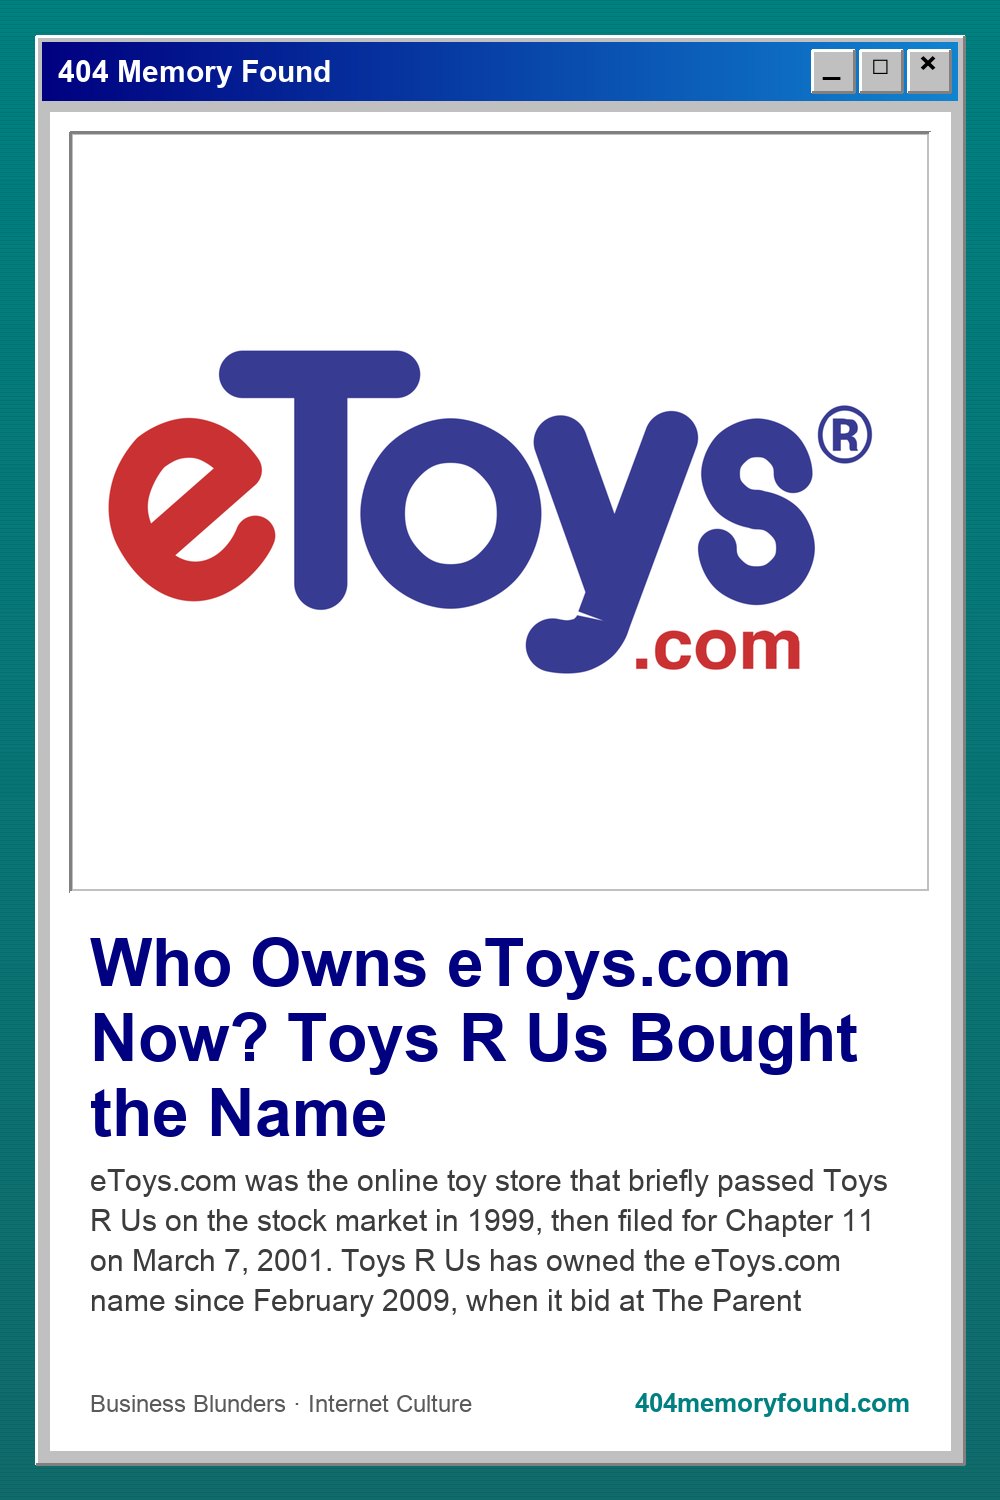 404 Memory Found
eToys®
.com
Who Owns eToys.com
Now? Toys R Us Bought
the Name
eToys.com was the online toy store that briefly passed Toys
R Us on the stock market in 1999, then filed for Chapter 11
on March 7, 2001. Toys R Us has owned the eToys.com
name since February 2009, when it bid at The Parent
Business Blunders · Internet Culture
404memoryfound.com